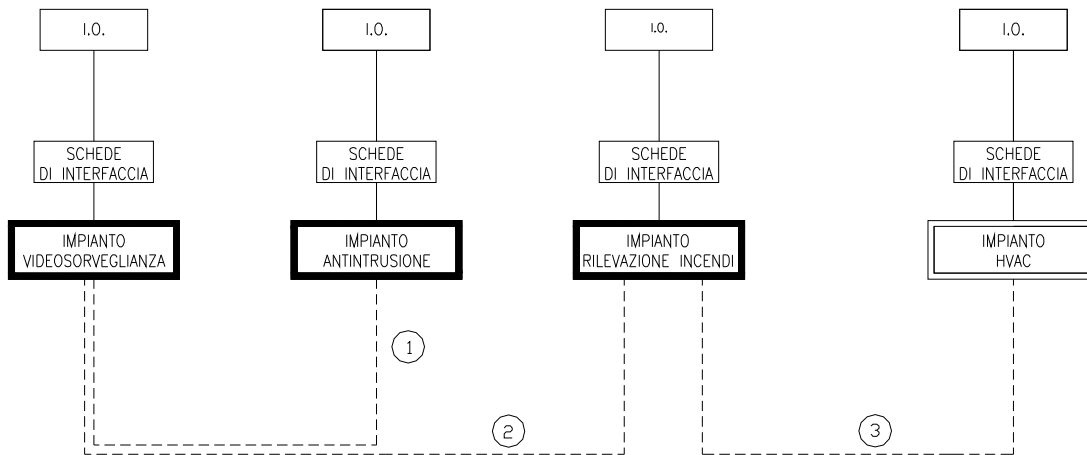 I.O.
I.O.
I.O.
I.O.
SCHEDE
DI INTERFACCIA
SCHEDE
DI INTERFACCIA
SCHEDE
DI INTERFACCIA
SCHEDE
DI INTERFACCIA
IMPIANTO
VIDEOSORVEGLIANZA
IMPIANTO
ANTINTRUSIONE
IMPIANTO
RILEVAZIONE INCENDI
IMPIANTO
HVAC
1
2
3